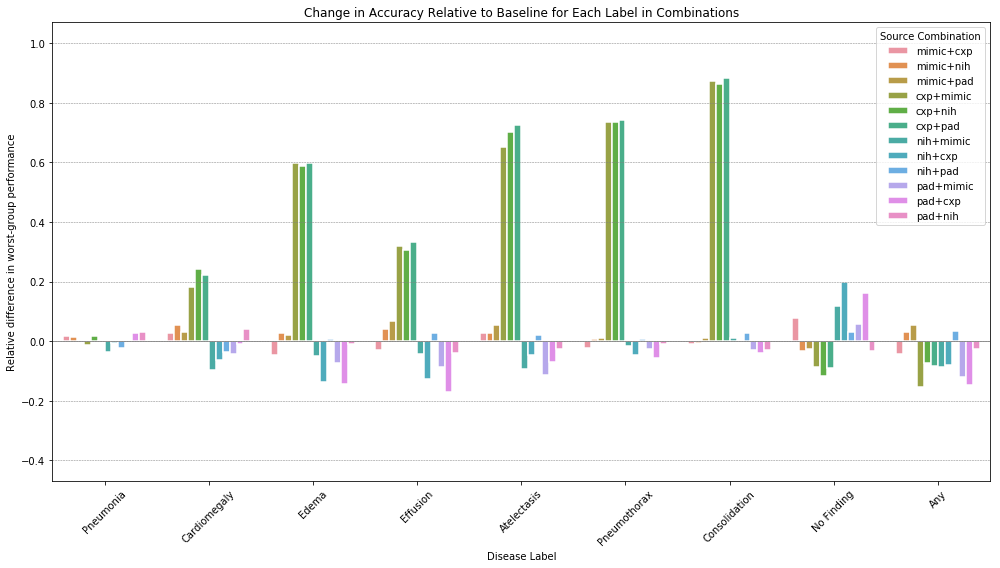 Change in Accuracy Relative to Baseline for Each Label in Combinations
Relative difference in worst-group performance
1.0
0.8
0.6
0.4
0.2
0.0
−0.2
−0.4
Source Combination
mimic+cxp
mimic+nih
mimic+pad
cxp+mimic
cxp+nih
cxp+pad
nih+mimic
nih+cxp
nih+pad
pad+mimic
pad+cxp
pad+nih
Pneumonia
Cardiomegaly
Edema
Effusion
Atelectasis
Pneumothorax
Consolidation
No Finding
Any
Disease Label